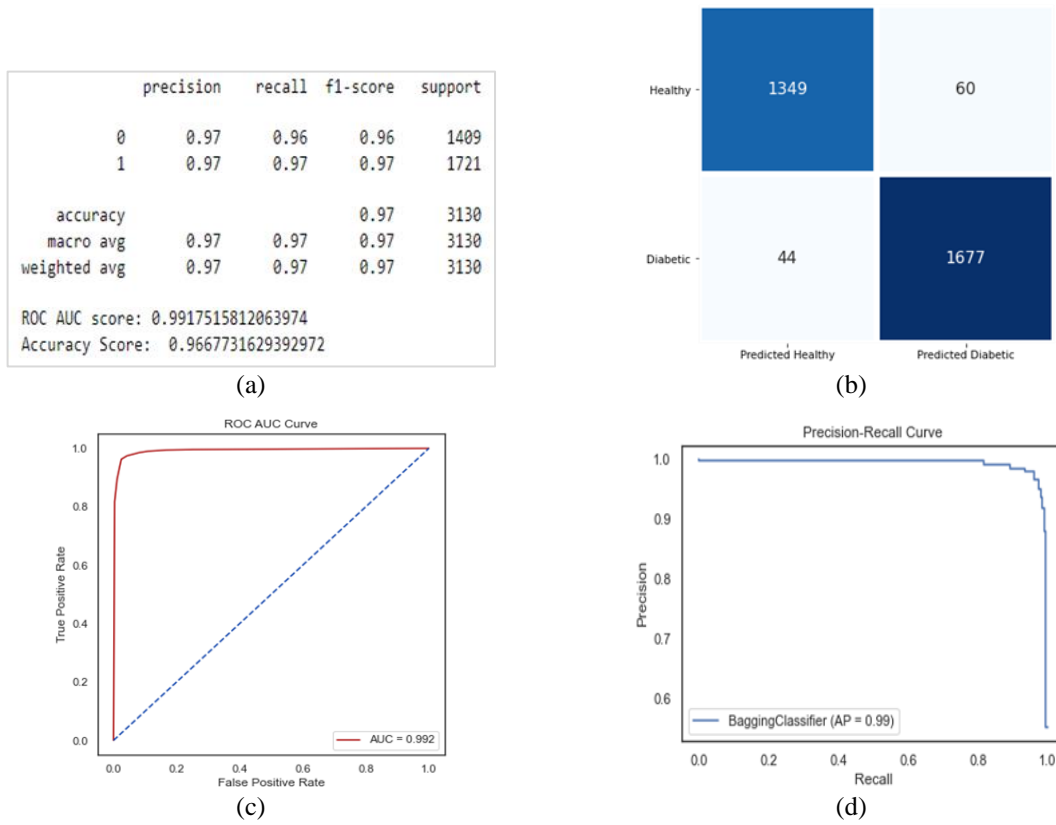 precision recall f1-score support
0 0.97 0.96 0.96 1409
1 0.97 0.97 0.97 1721
accuracy 0.97 3130
macro avg 0.97 0.97 0.97 3130
weighted avg 0.97 0.97 0.97 3130
ROC AUC score: 0.9917515812063974
Accuracy Score: 0.9667731629392972
(a)
Healthy 1349 60
Diabetic 44 1677
Predicted Healthy Predicted Diabetic
(b)
ROC AUC Curve
True Positive Rate
1.0
0.8
0.6
0.4
0.2
0.0
AUC = 0.992
0.0 0.2 0.4 0.6 0.8 1.0
False Positive Rate
(c)
Precision-Recall Curve
Precision
1.0
0.9
0.8
0.7
0.6
BaggingClassifier (AP = 0.99)
0.0 0.2 0.4 0.6 0.8 1.0
Recall
(d)